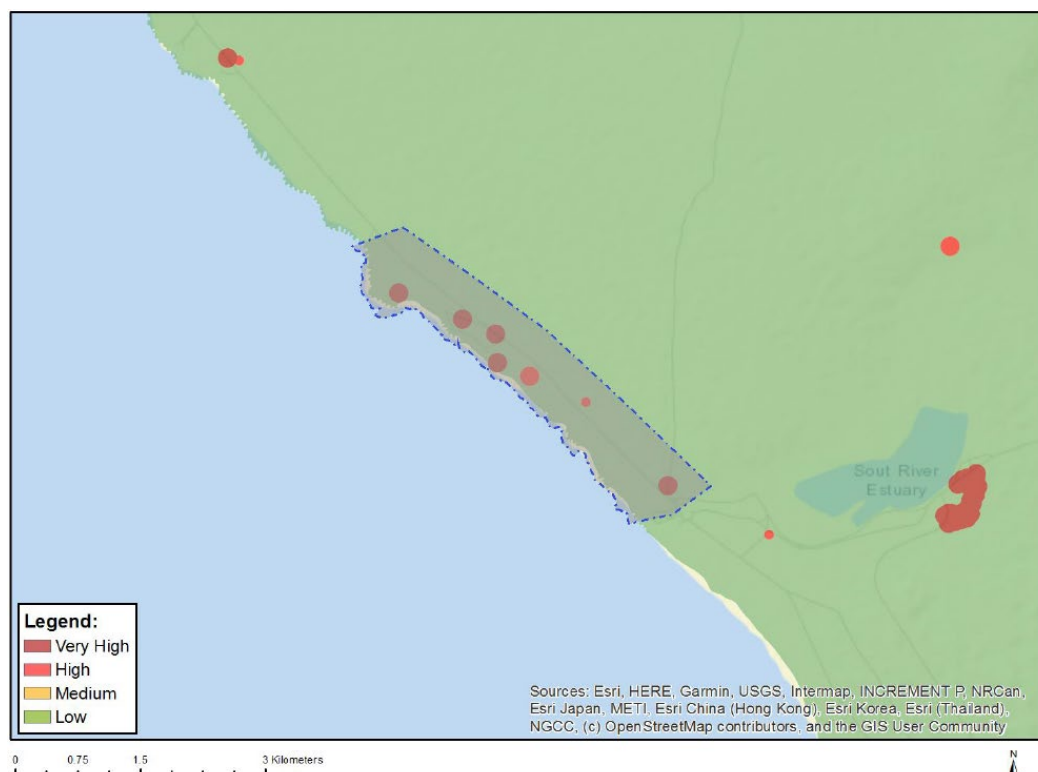 Sout River
Estuary
Legend:
Very High
High
Medium
Low
Sources: Esri, HERE, Garmin, USGS, Intermap, INCREMENT P, NRCan,
Esri Japan, METI, Esri China (Hong Kong), Esri Korea, Esri (Thailand),
NGCC, (c) OpenStreetMap contributors, and the GIS User Community
0 0.75 1.5 3 Kilometers
N